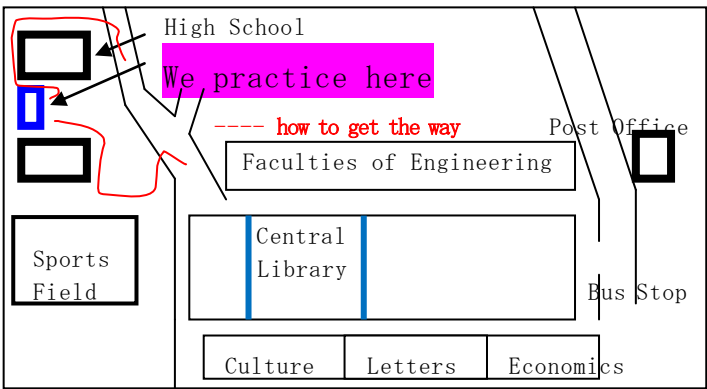 High School
We practice here
---- how to get the way
Post Office
Faculties of Engineering
Central
Library
Sports
Field
Bus Stop
Culture
Letters
Economics